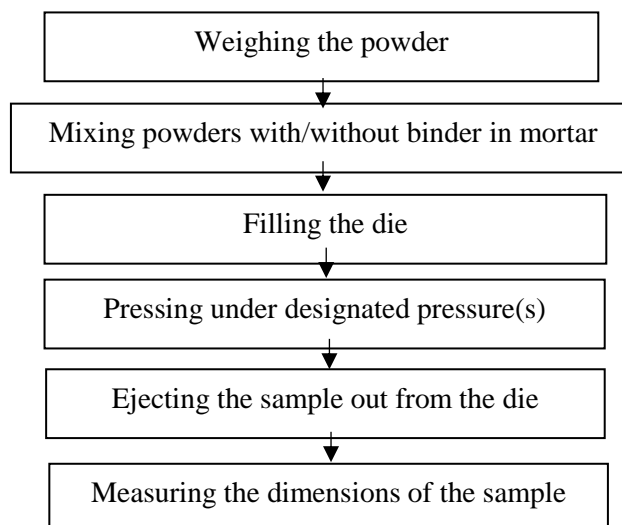 Weighing the powder
Mixing powders with/without binder in mortar
Filling the die
Pressing under designated pressure(s)
Ejecting the sample out from the die
Measuring the dimensions of the sample